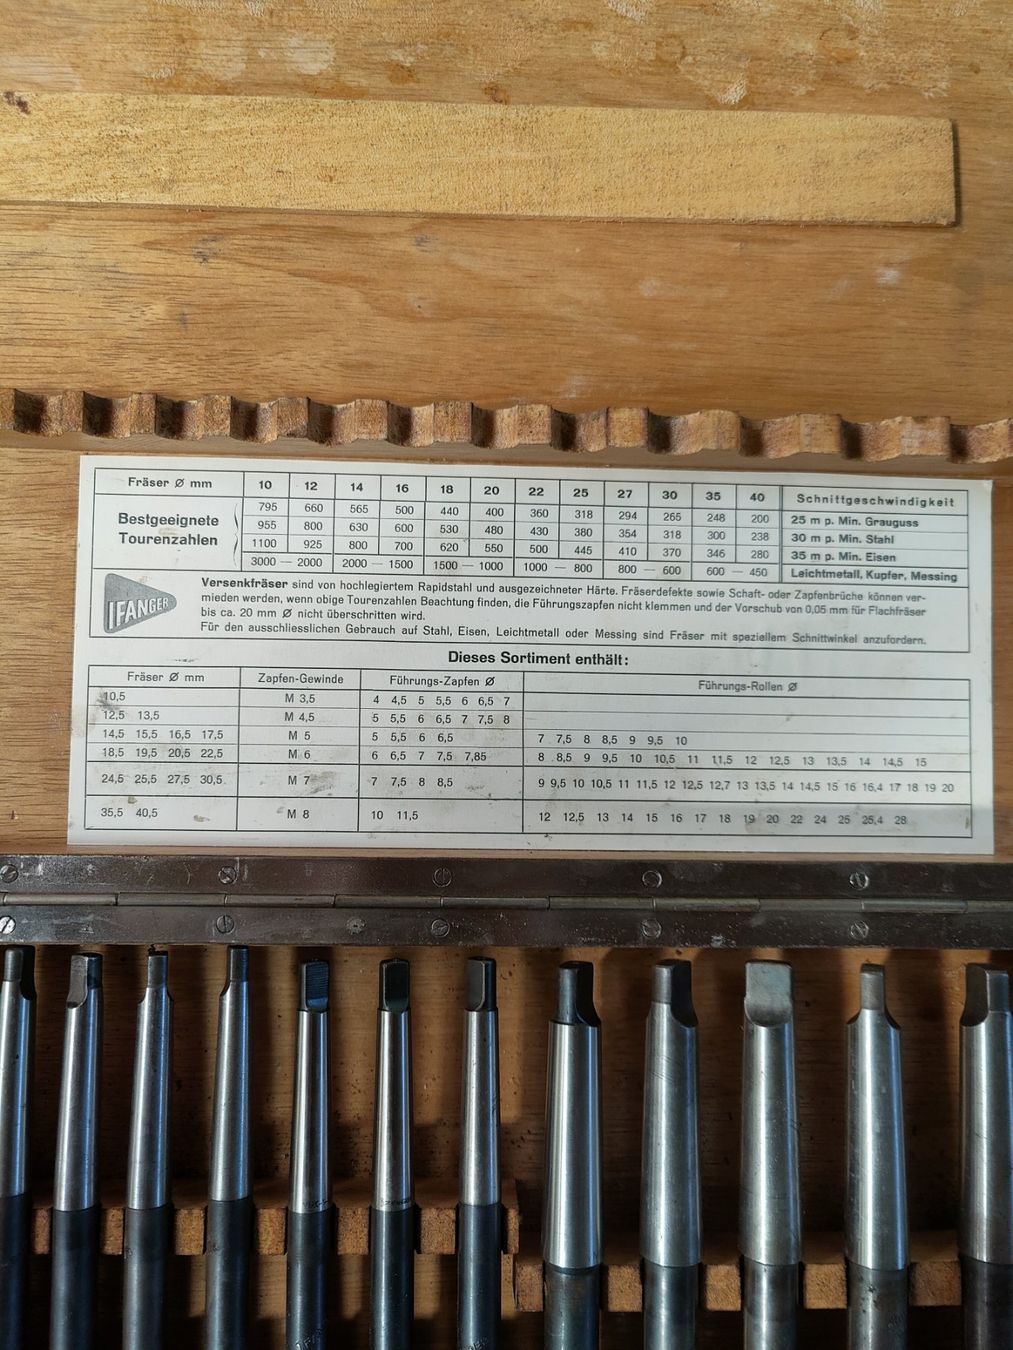 Fräser Ø mm 10 12 14 16 18 20 22 25 27 30 35 40 Schnittgeschwindigkeit
Bestgeeignete Tourenzahlen
795 660 565 500 440 400 360 318 294 265 248 200 25 m p. Min. Grauguss
955 800 630 600 530 480 430 380 354 318 300 238 30 m p. Min. Stahl
1100 925 800 700 620 550 500 445 410 370 346 280 35 m p. Min. Eisen
3000 — 2000 2000 — 1500 1500 — 1000 1000 — 800 800 — 600 600 — 450 Leichtmetall, Kupfer, Messing
IFANGER
Versenkfräser sind von hochlegiertem Rapidstahl und ausgezeichneter Härte. Fräserdefekte sowie Schaft- oder Zapfenbrüche können ver-
mieden werden, wenn obige Tourenzahlen Beachtung finden, die Führungszapfen nicht klemmen und der Vorschub von 0,05 mm für Flachfräser
bis ca. 20 mm Ø nicht überschritten wird.
Für den ausschliesslichen Gebrauch auf Stahl, Eisen, Leichtmetall oder Messing sind Fräser mit speziellem Schnittwinkel anzufordern.
Dieses Sortiment enthält:
Fräser Ø mm Zapfen-Gewinde Führungs-Zapfen Ø Führungs-Rollen Ø
10,5 M 3,5 4 4,5 5 5,5 6 6,5 7
12,5 13,5 M 4,5 5 5,5 6 6,5 7 7,5 8
14,5 15,5 16,5 17,5 M 5 5 5,5 6 6,5 7 7,5 8 8,5 9 9,5 10
18,5 19,5 20,5 22,5 M 6 6 6,5 7 7,5 7,85 8 8,5 9 9,5 10 10,5 11 11,5 12 12,5 13 13,5 14 14,5 15
24,5 25,5 27,5 30,5 M 7 7 7,5 8 8,5 9 9,5 10 10,5 11 11,5 12 12,5 12,7 13 13,5 14 14,5 15 16 16,4 17 18 19 20
35,5 40,5 M 8 10 11,5 12 12,5 13 14 15 16 17 18 19 20 22 24 25 25,4 28